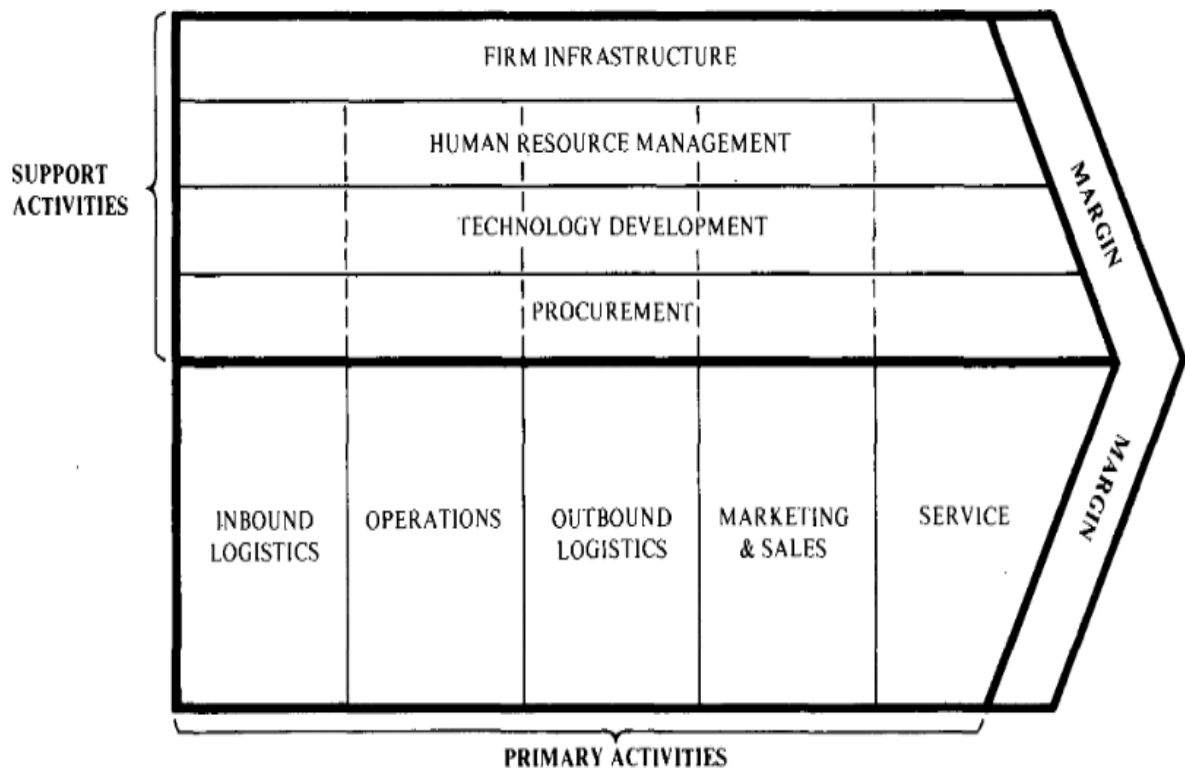 FIRM INFRASTRUCTURE
HUMAN RESOURCE MANAGEMENT
SUPPORT
ACTIVITIES
TECHNOLOGY DEVELOPMENT
PROCUREMENT
MARGIN
INBOUND
LOGISTICS
OPERATIONS
OUTBOUND
LOGISTICS
MARKETING
& SALES
SERVICE
MARGIN
PRIMARY ACTIVITIES